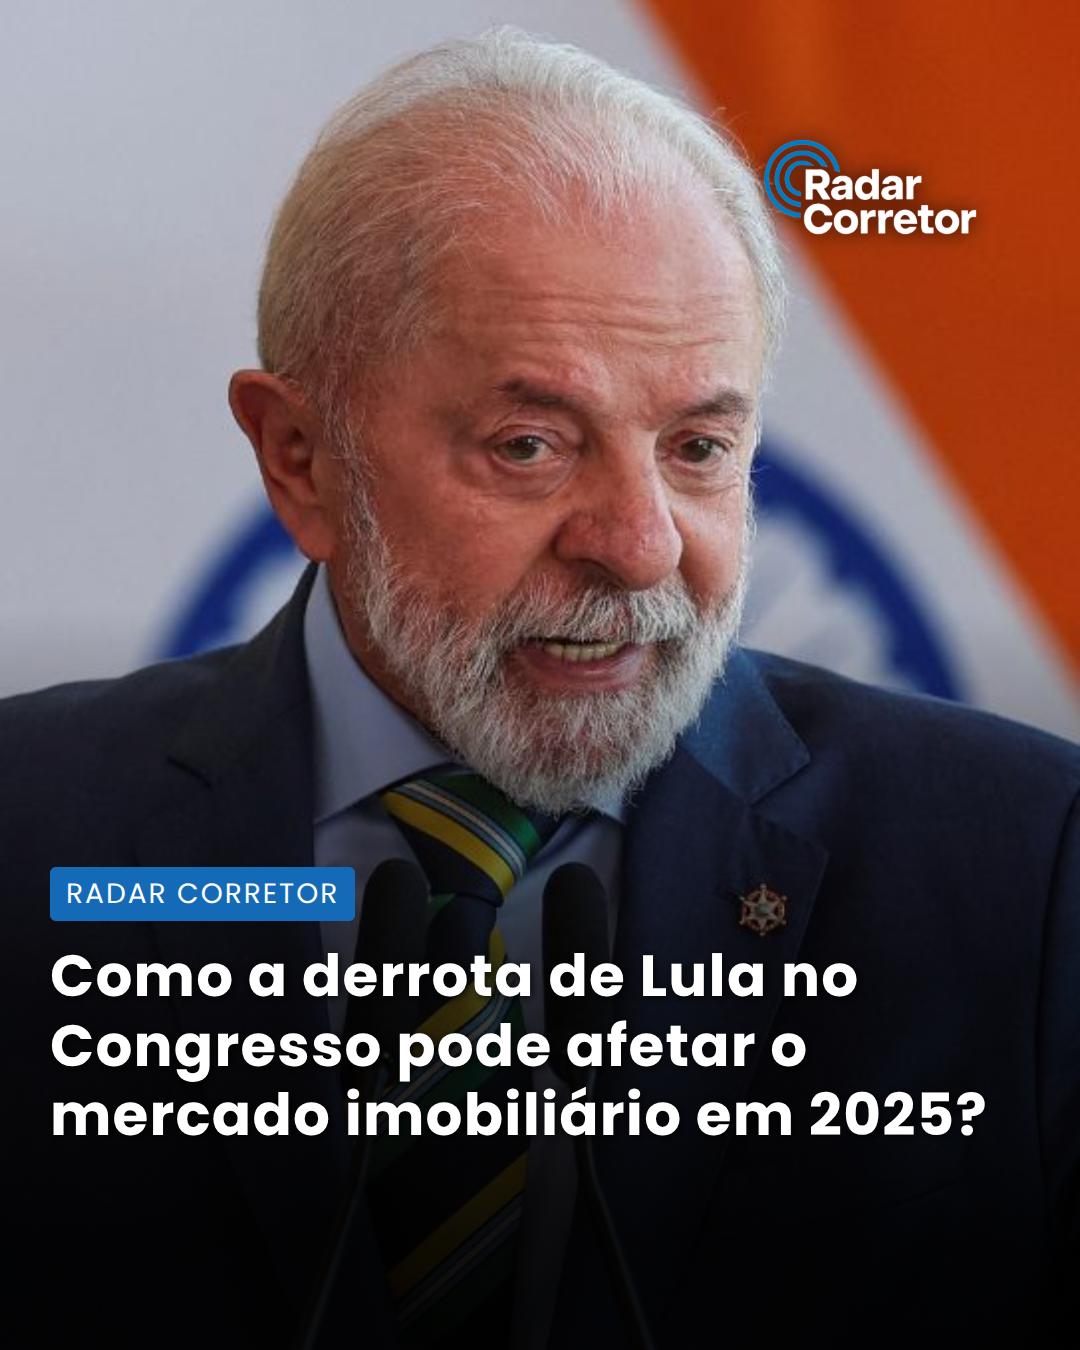 Radar
Corretor
RADAR CORRETOR
Como a derrota de Lula no
Congresso pode afetar o
mercado imobiliário em 2025?